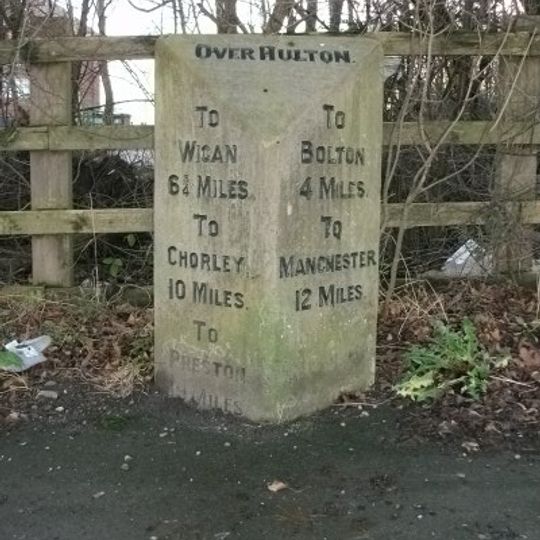 OVER HULTON.
TO
WIGAN
6¾ MILES.
TO
CHORLEY.
10 MILES.
TO
PRESTON
MILES
TO
BOLTON
4 MILES.
TO
MANCHESTER
12 MILES